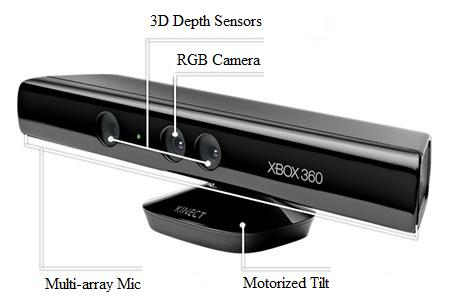 3D Depth Sensors
RGB Camera
XBOX 360
KINECT
Multi-array Mic
Motorized Tilt